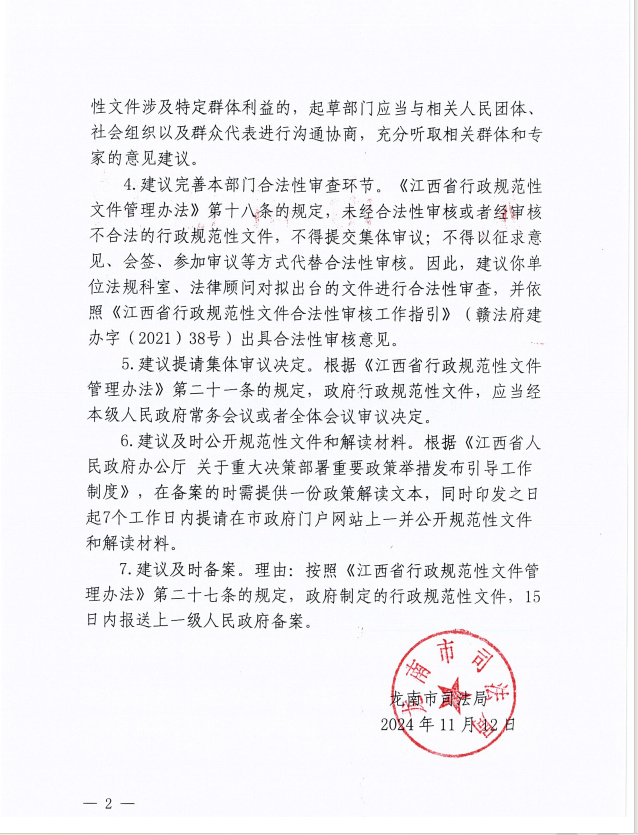 性文件涉及特定群体利益的，起草部门应当与相关人民团体、
社会组织以及群众代表进行沟通协商，充分听取相关群体和专
家的意见建议。
4.建议完善本部门合法性审查环节。《江西省行政规范性
文件管理办法》第十八条的规定，未经合法性审核或者经审核
不合法的行政规范性文件，不得提交集体审议；不得以征求意
见、会签、参加审议等方式代替合法性审核。因此，建议你单
位法规科室、法律顾问对拟出台的文件进行合法性审查，并依
照《江西省行政规范性文件合法性审核工作指引》（赣法府建
办字（2021）38号）出具合法性审核意见。
5.建议提请集体审议决定。根据《江西省行政规范性文件
管理办法》第二十一条的规定，政府行政规范性文件，应当经
本级人民政府常务会议或者全体会议审议决定。
6.建议及时公开规范性文件和解读材料。根据《江西省人
民政府办公厅 关于重大决策部署重要政策举措发布引导工作
制度》，在备案的时需提供一份政策解读文本，同时印发之日
起7个工作日内提请在市政府门户网站上一并公开规范性文件
和解读材料。
7.建议及时备案。理由：按照《江西省行政规范性文件管
理办法》第二十七条的规定，政府制定的行政规范性文件，15
日内报送上一级人民政府备案。
龙南市司法局
龙南市司法局
2024年11月12日
— 2 —